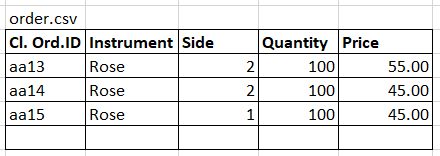 order.csv
Cl. Ord.ID Instrument Side Quantity Price
aa13 Rose 2 100 55.00
aa14 Rose 2 100 45.00
aa15 Rose 1 100 45.00